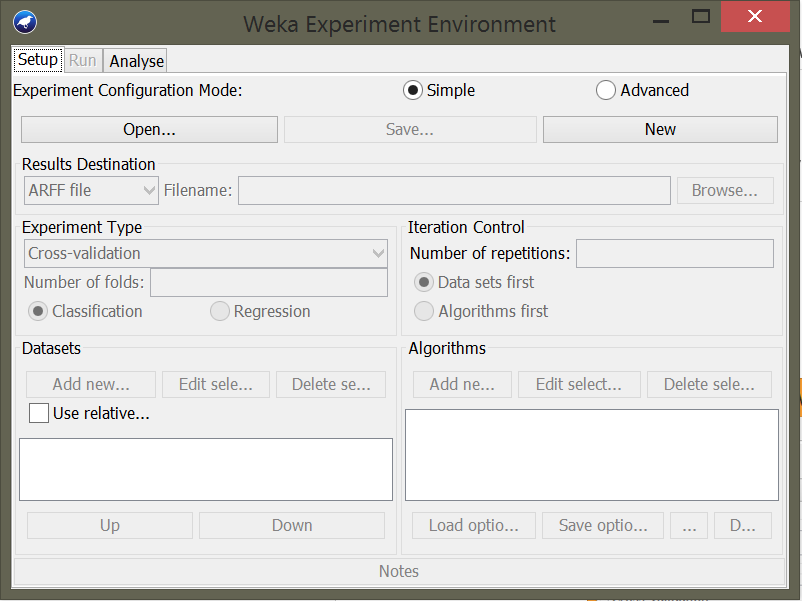 Weka Experiment Environment
Setup Run Analyse
Experiment Configuration Mode: Simple Advanced
Open... Save... New
Results Destination
ARFF file Filename: Browse...
Experiment Type Iteration Control
Cross-validation Number of repetitions:
Number of folds: Data sets first
Classification Regression Algorithms first
Datasets Algorithms
Add new... Edit sele... Delete se... Add ne... Edit select... Delete sele...
Use relative...
Up Down Load optio... Save optio... ... D...
Notes